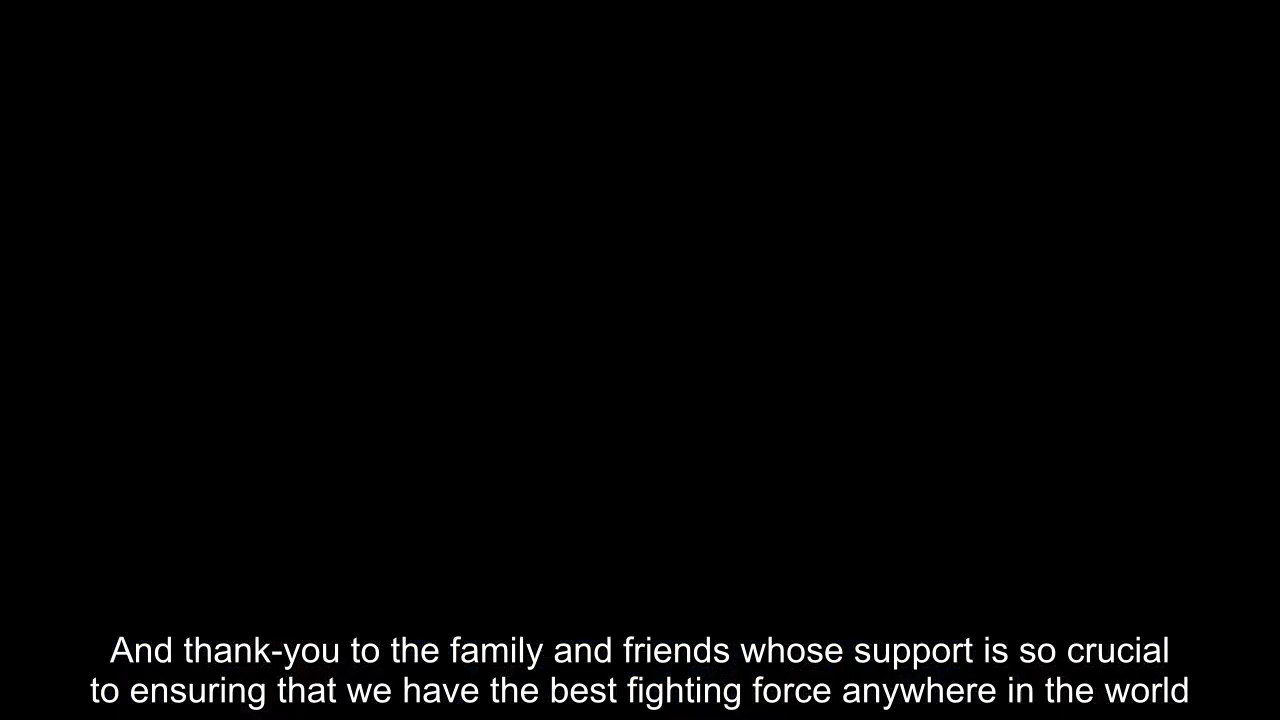 And thank-you to the family and friends whose support is so crucial
to ensuring that we have the best fighting force anywhere in the world